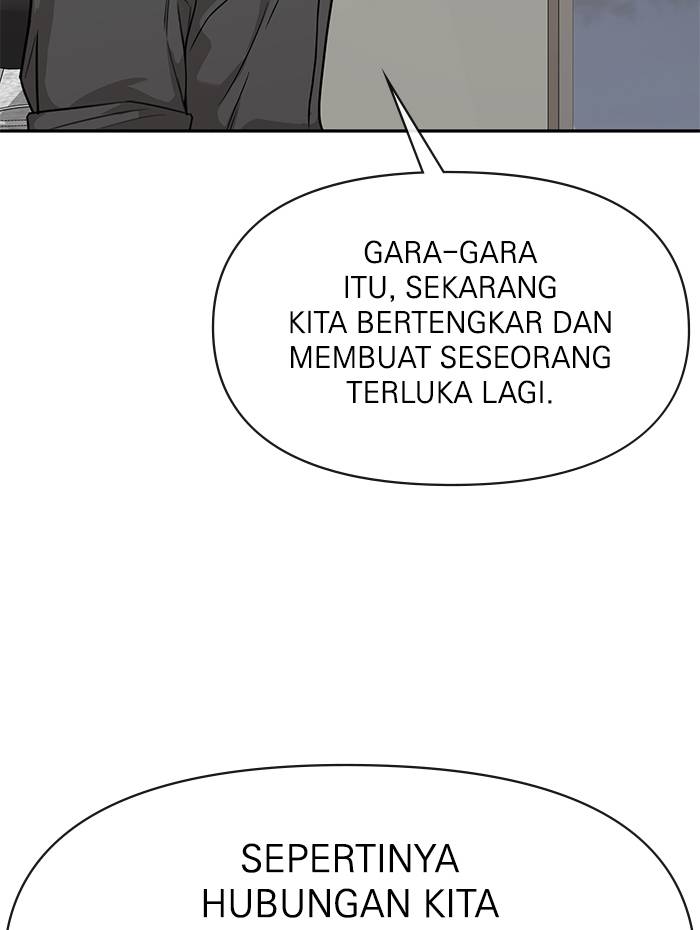 GARA-GARA
ITU, SEKARANG
KITA BERTENGKAR DAN
MEMBUAT SESEORANG
TERLUKA LAGI.
SEPERTINYA
HUBUNGAN KITA